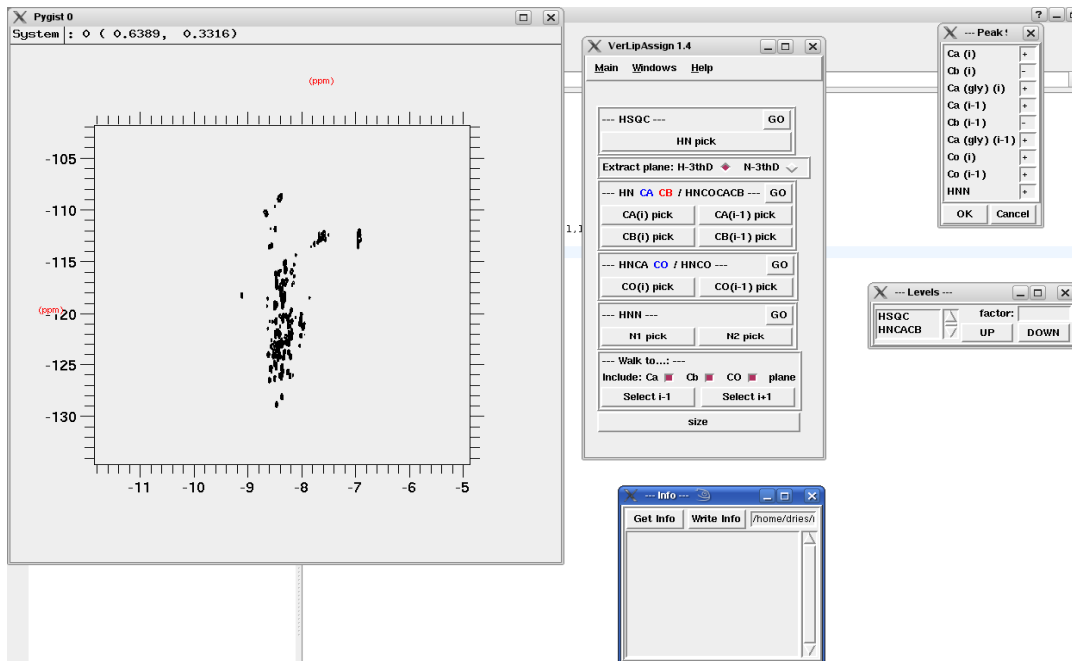 Pygist 0
System : 0 ( 0.6389, 0.3316)
(ppm)
(ppm)
-105
-110
-115
-120
-125
-130
-11 -10 -9 -8 -7 -6 -5
VerLipAssign 1.4
Main Windows Help
--- HSQC --- GO
HN pick
Extract plane: H-3thD N-3thD
--- HN CA CB / HNCOCACB --- GO
CA(i) pick CA(i-1) pick
CB(i) pick CB(i-1) pick
--- HNCA CO / HNCO --- GO
CO(i) pick CO(i-1) pick
--- HNN --- GO
N1 pick N2 pick
--- Walk to...: ---
Include: Ca Cb CO plane
Select i-1 Select i+1
size
--- Info ---
Get Info Write Info /home/dries/
?
--- Peak
Ca (i) +
Cb (i) -
Ca (gly) (i) +
Ca (i-1) +
Cb (i-1) -
Ca (gly) (i-1) +
Co (i) +
Co (i-1) +
HNN +
OK Cancel
--- Levels ---
HSQC
HNCACB
factor:
UP DOWN